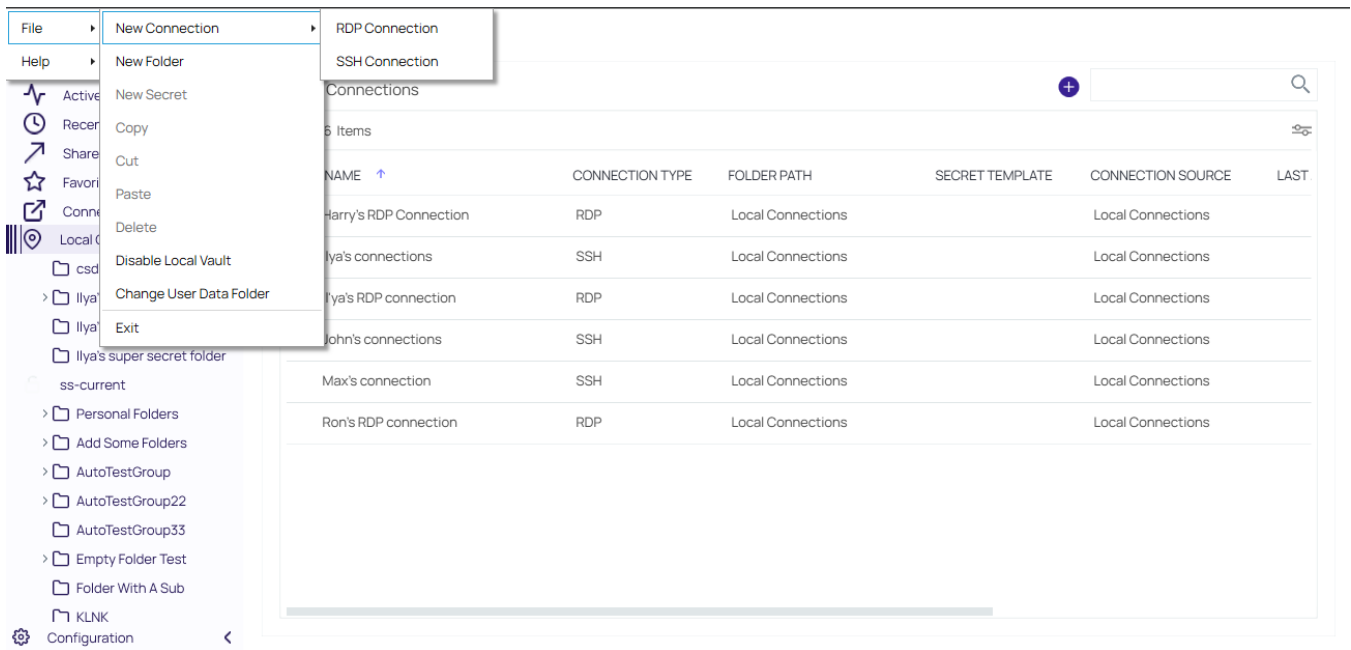 File
Help
New Connection
New Folder
New Secret
Copy
Cut
Paste
Delete
Disable Local Vault
Change User Data Folder
Exit
RDP Connection
SSH Connection
Active
Recen
Share
Favori
Conne
Local C
csd
Ilya'
Ilya'
Ilya's super secret folder
ss-current
Personal Folders
Add Some Folders
AutoTestGroup
AutoTestGroup22
AutoTestGroup33
Empty Folder Test
Folder With A Sub
KLNK
Configuration
Connections
6 Items
NAME CONNECTION TYPE FOLDER PATH SECRET TEMPLATE CONNECTION SOURCE LAST
Harry's RDP Connection RDP Local Connections Local Connections
lya's connections SSH Local Connections Local Connections
l'ya's RDP connection RDP Local Connections Local Connections
John's connections SSH Local Connections Local Connections
Max's connection SSH Local Connections Local Connections
Ron's RDP connection RDP Local Connections Local Connections